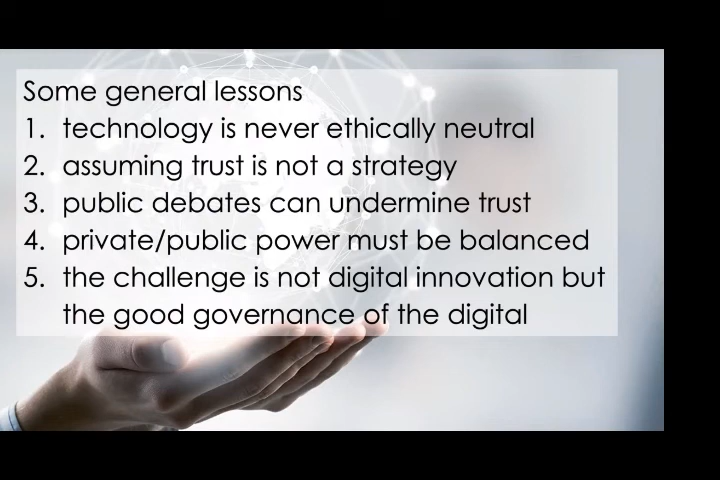 Some general lessons
1. technology is never ethically neutral
2. assuming trust is not a strategy
3. public debates can undermine trust
4. private/public power must be balanced
5. the challenge is not digital innovation but
the good governance of the digital